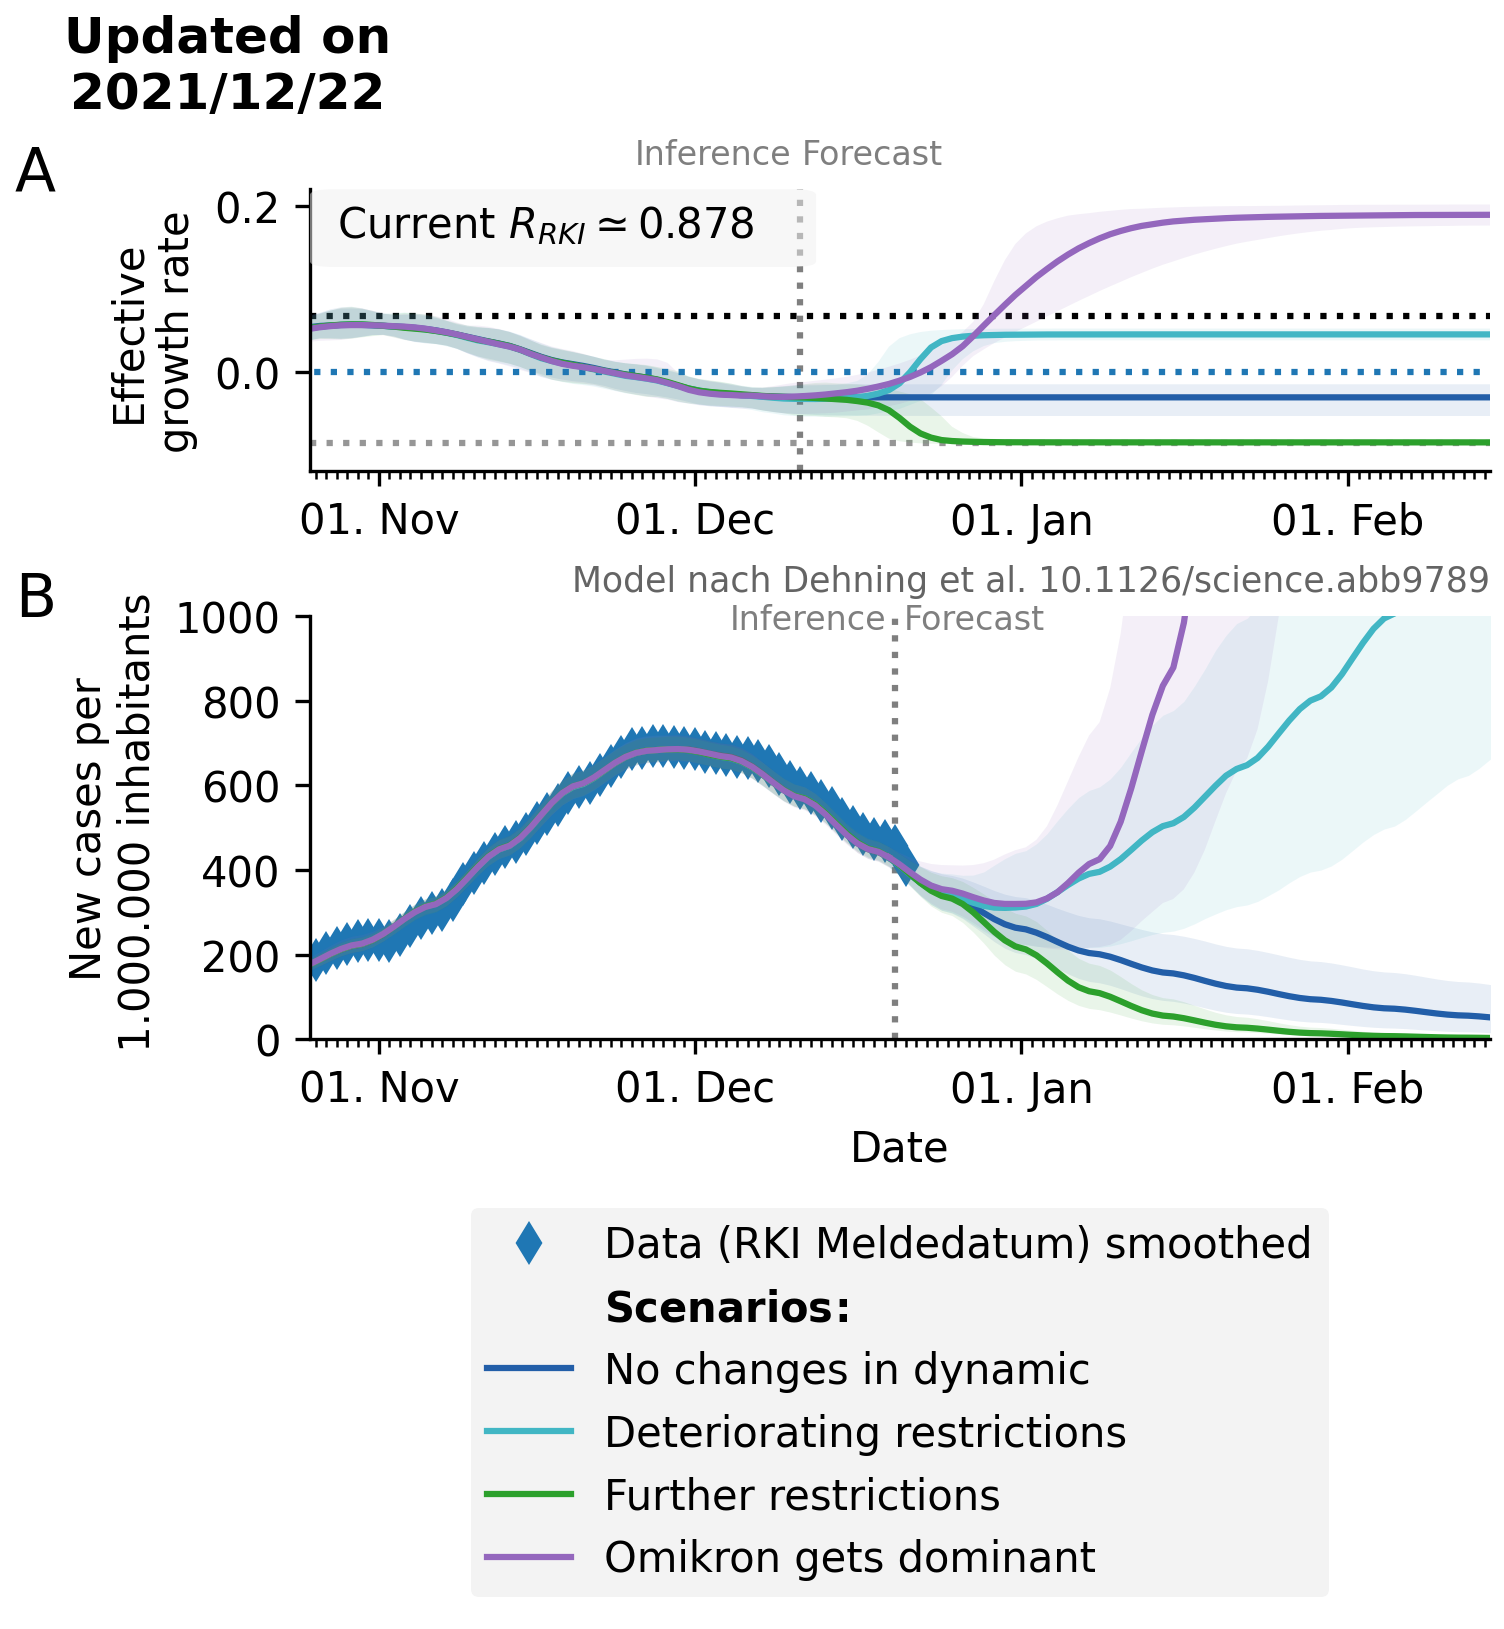 Updated on
2021/12/22
A
Inference Forecast
Current R_RKI ≃ 0.878
Effective
growth rate
0.2
0.0
01. Nov 01. Dec 01. Jan 01. Feb
Model nach Dehning et al. 10.1126/science.abb9789
B
Inference Forecast
New cases per
1.000.000 inhabitants
1000
800
600
400
200
0
01. Nov 01. Dec 01. Jan 01. Feb
Date
Data (RKI Meldedatum) smoothed
Scenarios:
No changes in dynamic
Deteriorating restrictions
Further restrictions
Omikron gets dominant